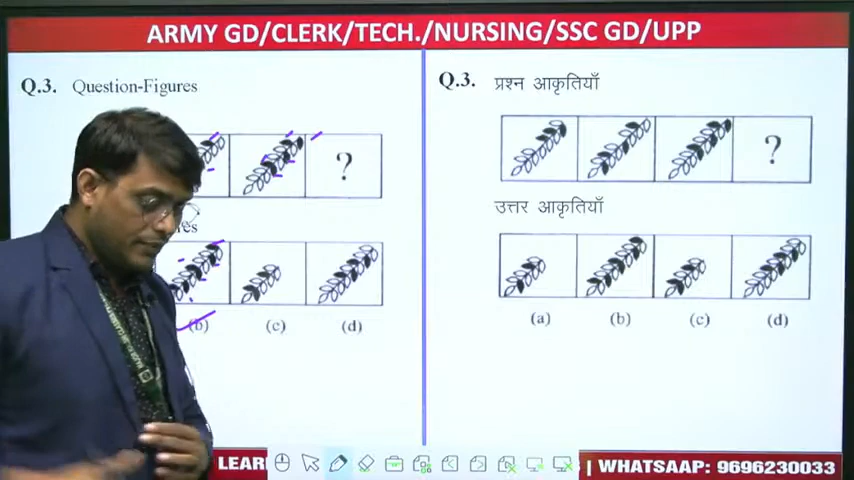 ARMY GD/CLERK/TECH./NURSING/SSC GD/UPP
Q.3. Question-Figures
?
(b) (c) (d)
Q.3. प्रश्न आकृतियाँ
?
उत्तर आकृतियाँ
(a) (b) (c) (d)
| WHATSAAP: 9696230033